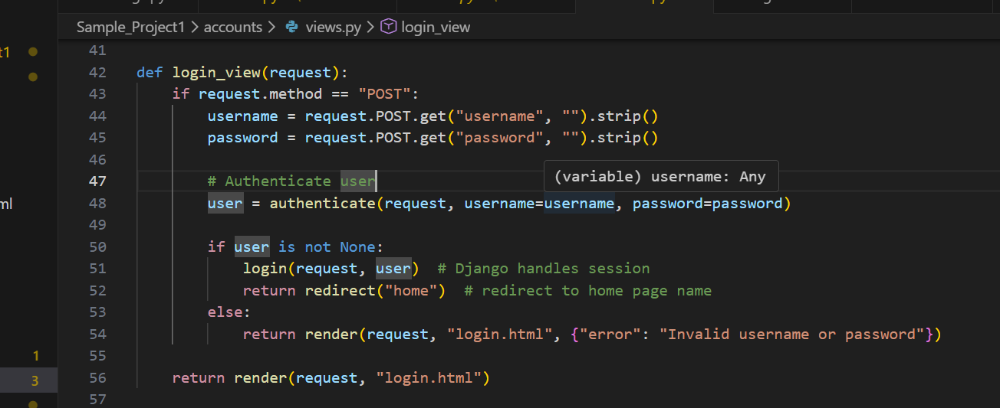 Sample_Project1 > accounts > views.py > login_view
41
42 def login_view(request):
43     if request.method == "POST":
44         username = request.POST.get("username", "").strip()
45         password = request.POST.get("password", "").strip()
46
(variable) username: Any
47         # Authenticate user
48         user = authenticate(request, username=username, password=password)
49
50         if user is not None:
51             login(request, user)  # Django handles session
52             return redirect("home")  # redirect to home page name
53         else:
54             return render(request, "login.html", {"error": "Invalid username or password"})
55
56     return render(request, "login.html")
57
t1
ml
1
3